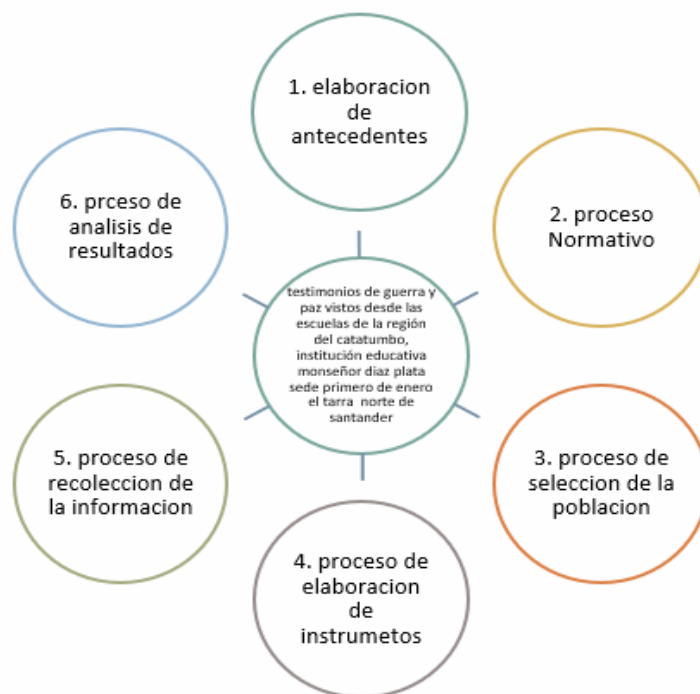 1. elaboracion
de
antecedentes
2. proceso
Normativo
3. proceso de
seleccion de la
poblacion
4. proceso de
elaboracion
de
instrumetos
5. proceso de
recoleccion de
la informacion
6. prceso de
analisis de
resultados
testimonios de guerra y
paz vistos desde las
escuelas de la región
del catatumbo,
institución educativa
monseñor diaz plata
sede primero de enero
el tarra norte de
santander